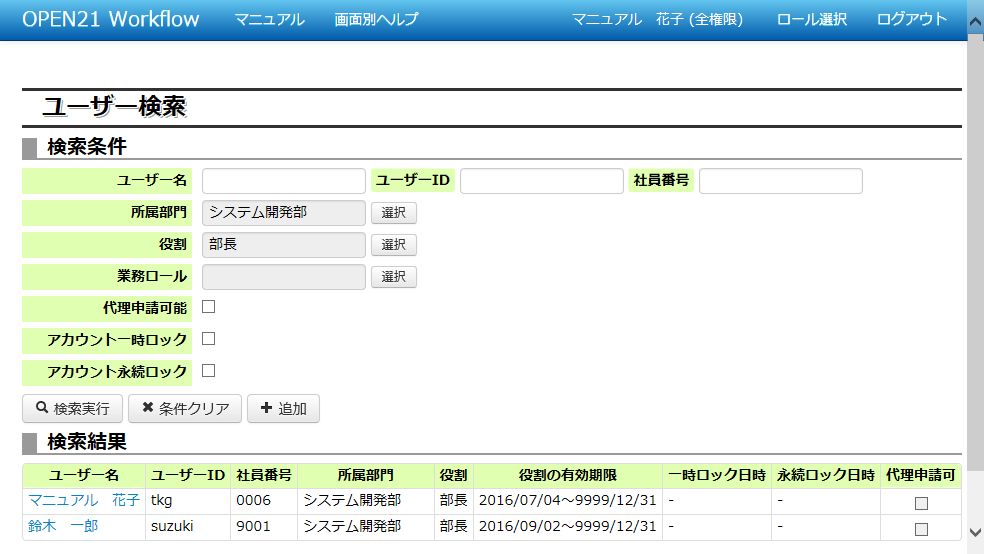 OPEN21 Workflow マニュアル 画面別ヘルプ マニュアル 花子 (全権限) ロール選択 ログアウト
ユーザー検索
検索条件
ユーザー名 ユーザーID 社員番号
所属部門 システム開発部 選択
役割 部長 選択
業務ロール 選択
代理申請可能
アカウント一時ロック
アカウント永続ロック
検索実行 条件クリア 追加
検索結果
ユーザー名 ユーザーID 社員番号 所属部門 役割 役割の有効期限 一時ロック日時 永続ロック日時 代理申請可
マニュアル 花子 tkg 0006 システム開発部 部長 2016/07/04～9999/12/31 - -
鈴木 一郎 suzuki 9001 システム開発部 部長 2016/09/02～9999/12/31 - -